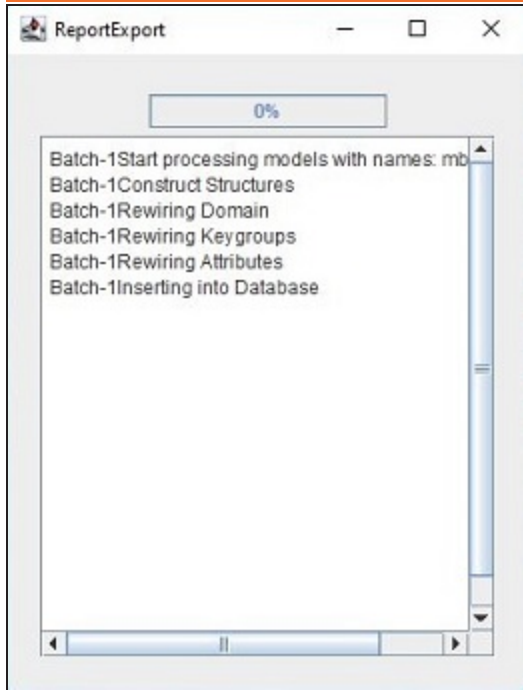 ReportExport
0%
Batch-1Start processing models with names: mb
Batch-1Construct Structures
Batch-1Rewiring Domain
Batch-1Rewiring Keygroups
Batch-1Rewiring Attributes
Batch-1Inserting into Database